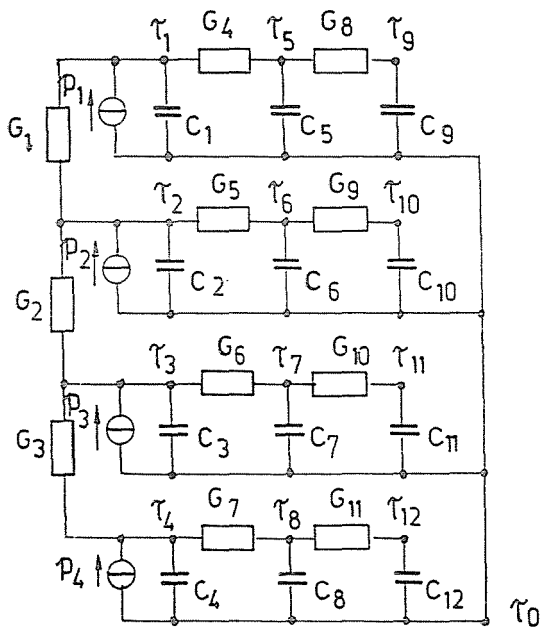 τ1 G4 τ5 G8 τ9
p1
G1 C1 C5 C9
τ2 G5 τ6 G9 τ10
p2
G2 C2 C6 C10
τ3 G6 τ7 G10 τ11
p3
G3 C3 C7 C11
τ4 G7 τ8 G11 τ12
p4 C4 C8 C12
τ0